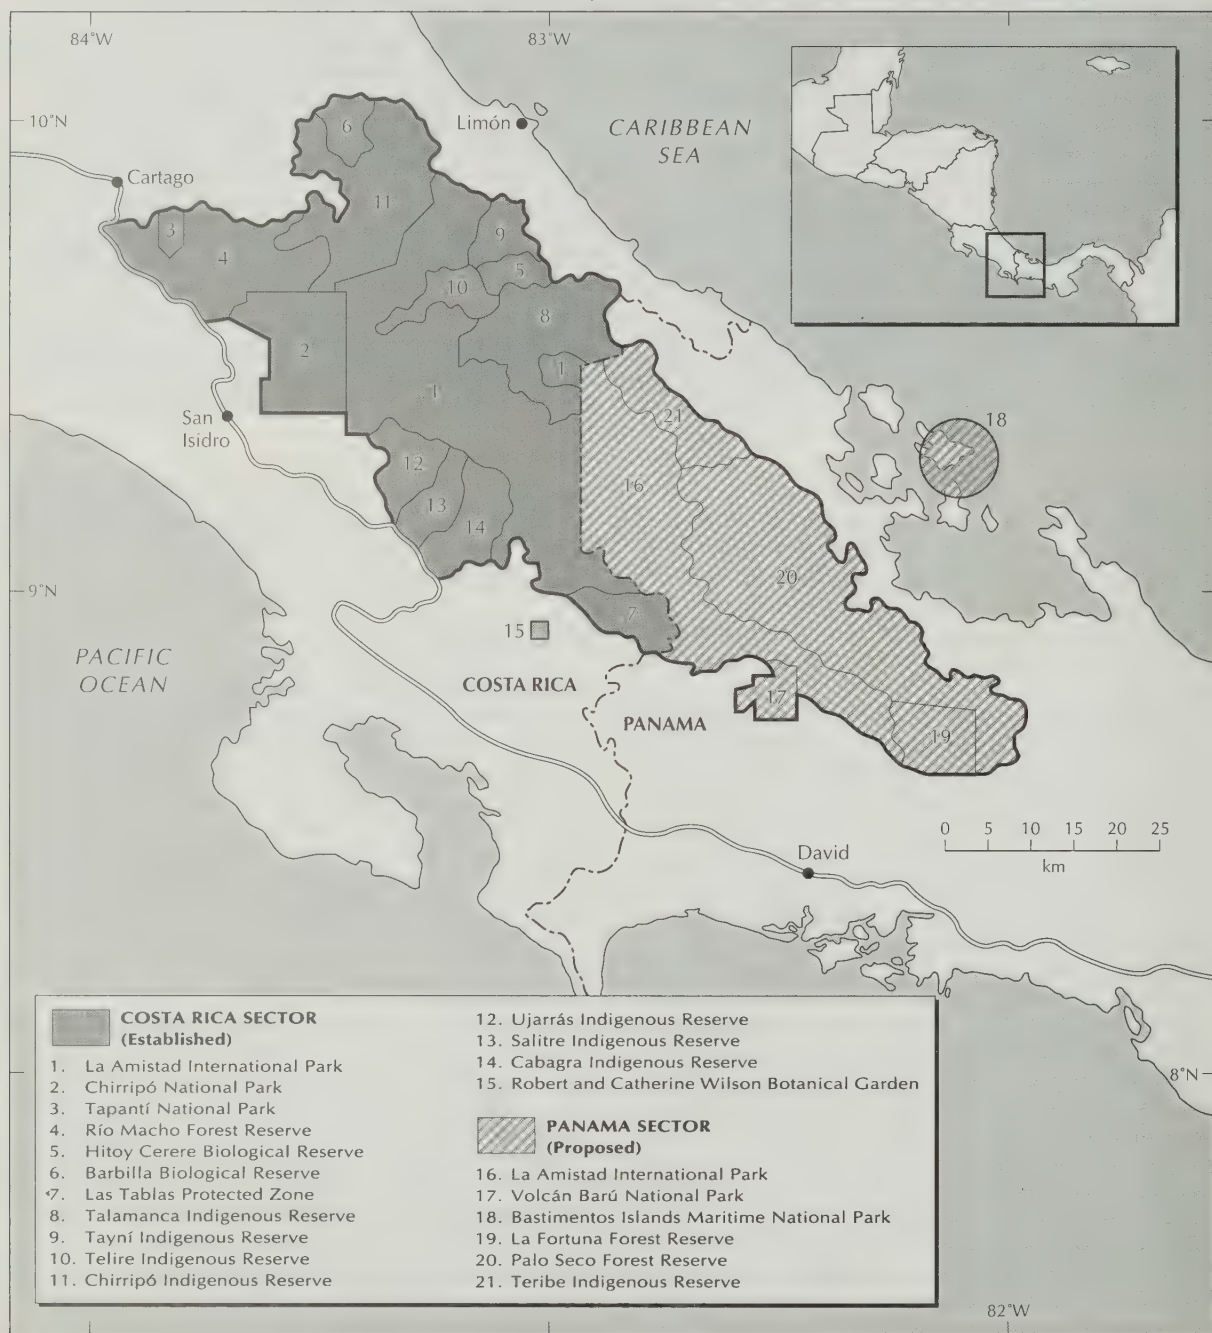 84°W
83°W
10°N
Limón
CARIBBEAN
SEA
Cartago
6
11
3
4
9
5
10
8
2
1
1
San
Isidro
21
18
12
16
13
14
20
9°N
7
15
PACIFIC
OCEAN
COSTA RICA
PANAMA
17
19
0 5 10 15 20 25
km
David
COSTA RICA SECTOR
(Established)
1. La Amistad International Park
2. Chirripó National Park
3. Tapantí National Park
4. Río Macho Forest Reserve
5. Hitoy Cerere Biological Reserve
6. Barbilla Biological Reserve
7. Las Tablas Protected Zone
8. Talamanca Indigenous Reserve
9. Tayní Indigenous Reserve
10. Telire Indigenous Reserve
11. Chirripó Indigenous Reserve
12. Ujarrás Indigenous Reserve
13. Salitre Indigenous Reserve
14. Cabagra Indigenous Reserve
15. Robert and Catherine Wilson Botanical Garden
PANAMA SECTOR
(Proposed)
16. La Amistad International Park
17. Volcán Barú National Park
18. Bastimentos Islands Maritime National Park
19. La Fortuna Forest Reserve
20. Palo Seco Forest Reserve
21. Teribe Indigenous Reserve
8°N
82°W